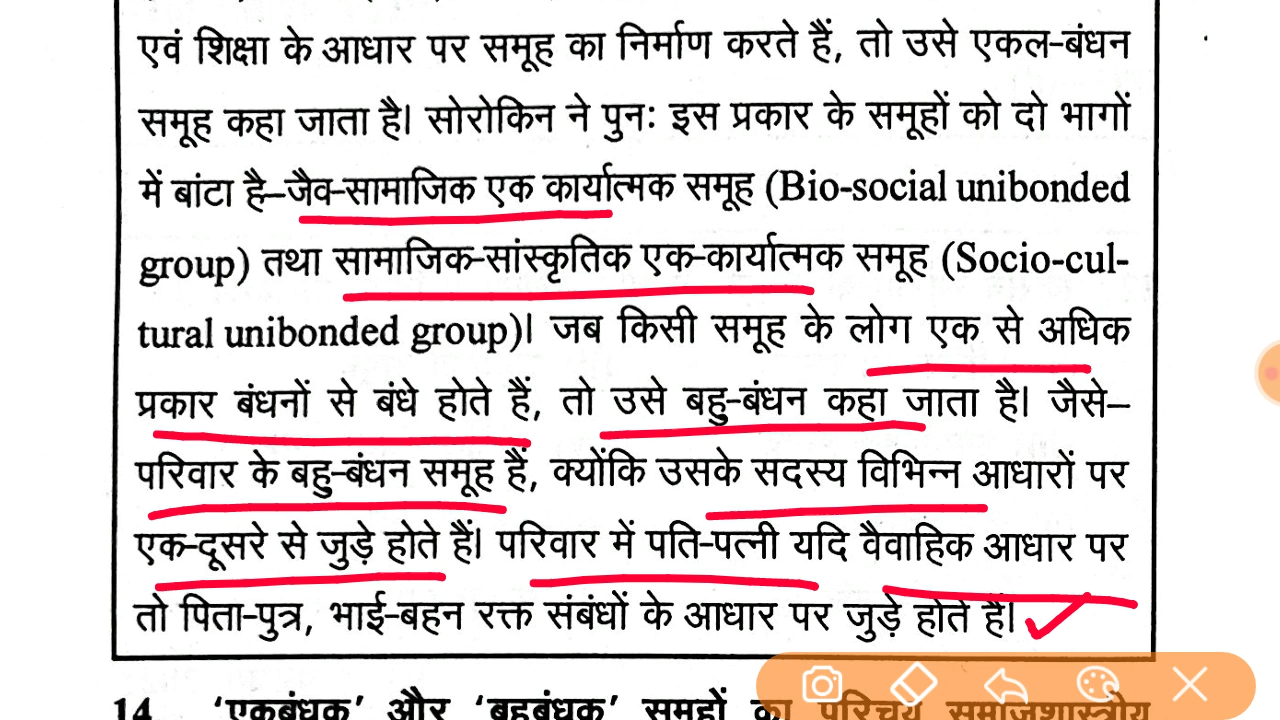 एवं शिक्षा के आधार पर समूह का निर्माण करते हैं, तो उसे एकल-बंधन
समूह कहा जाता है। सोरोकिन ने पुनः इस प्रकार के समूहों को दो भागों
में बांटा है–जैव-सामाजिक एक कार्यात्मक समूह (Bio-social unibonded
group) तथा सामाजिक-सांस्कृतिक एक-कार्यात्मक समूह (Socio-cul-
tural unibonded group)। जब किसी समूह के लोग एक से अधिक
प्रकार बंधनों से बंधे होते हैं, तो उसे बहु-बंधन कहा जाता है। जैसे–
परिवार के बहु-बंधन समूह हैं, क्योंकि उसके सदस्य विभिन्न आधारों पर
एक-दूसरे से जुड़े होते हैं। परिवार में पति-पत्नी यदि वैवाहिक आधार पर
तो पिता-पुत्र, भाई-बहन रक्त संबंधों के आधार पर जुड़े होते हैं।
14. ‘एकबंधक’ और ‘बहुबंधक’ समूहों का परिचय समाजशास्त्रीय